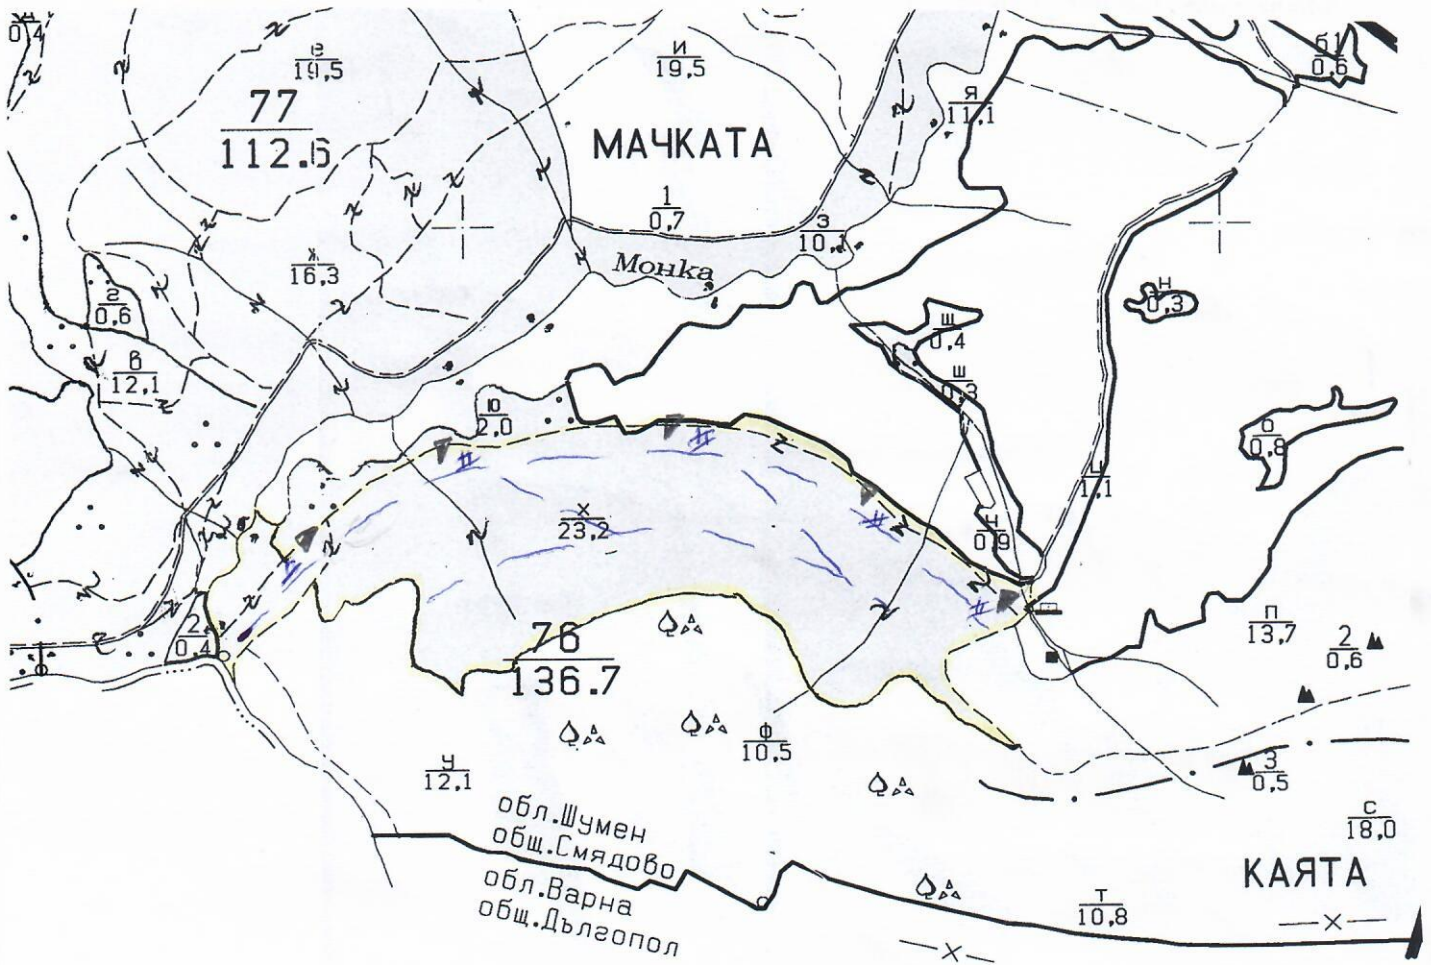 0,4
в
19,5
и
19,5
б1
0,6
77
112.6
я
11,1
МАЧКАТА
1
0,7
з
10,1
ж
16,3
Монка
г
0,6
н
0,3
щ
0,4
в
12,1
ш
0,3
ю
2,0
о
0,8
ц
1,1
х
23,2
ч
0,9
2
0,4
76
136.7
п
13,7
2
0,6
ф
10,5
у
12,1
3
0,5
обл.Шумен
общ.Смядово
обл.Варна
общ.Дългопол
с
18,0
КАЯТА
т
10,8